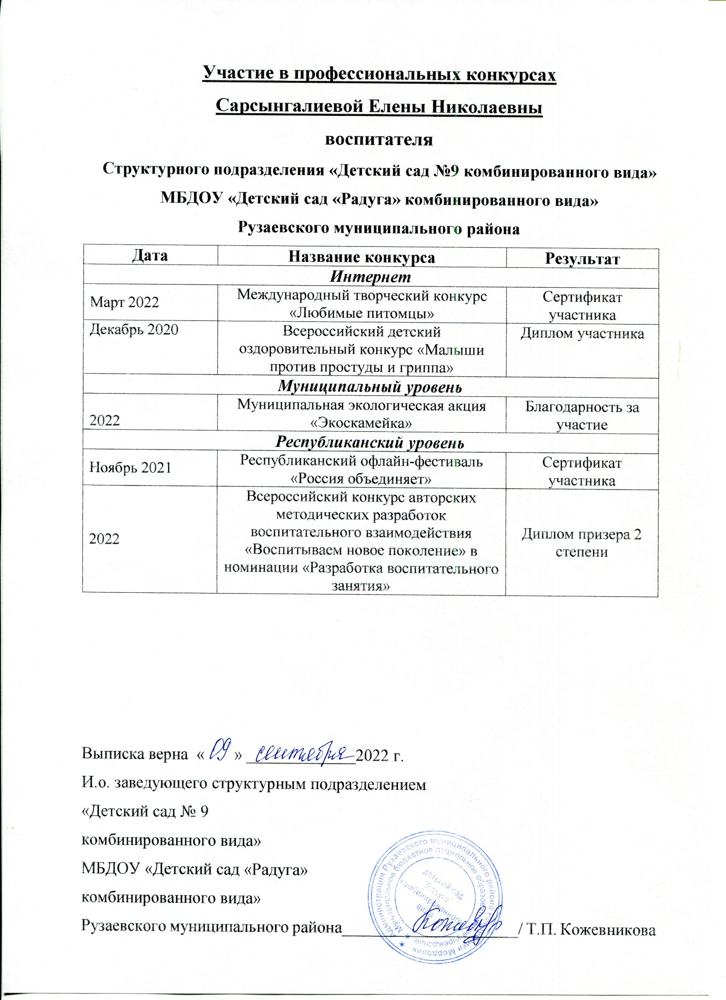 Участие в профессиональных конкурсах
Сарсынгалиевой Елены Николаевны
воспитателя
Структурного подразделения «Детский сад №9 комбинированного вида»
МБДОУ «Детский сад «Радуга» комбинированного вида»
Рузаевского муниципального района
Дата Название конкурса Результат
Интернет
Март 2022
Международный творческий конкурс
«Любимые питомцы»
Сертификат
участника
Декабрь 2020
Всероссийский детский
оздоровительный конкурс «Малыши
против простуды и гриппа»
Диплом участника
Муниципальный уровень
2022
Муниципальная экологическая акция
«Экоскамейка»
Благодарность за
участие
Республиканский уровень
Ноябрь 2021
Республиканский офлайн-фестиваль
«Россия объединяет»
Сертификат
участника
2022
Всероссийский конкурс авторских
методических разработок
воспитательного взаимодействия
«Воспитываем новое поколение» в
номинации «Разработка воспитательного
занятия»
Диплом призера 2
степени
Выписка верна « 09 » сентября 2022 г.
И.о. заведующего структурным подразделением
«Детский сад № 9
комбинированного вида»
МБДОУ «Детский сад «Радуга»
комбинированного вида»
Рузаевского муниципального района / Т.П. Кожевникова
Администрация Рузаевского муниципального района Республики Мордовия
Муниципальное бюджетное дошкольное образовательное учреждение
детский сад
"Радуга"
комбинированного
вида